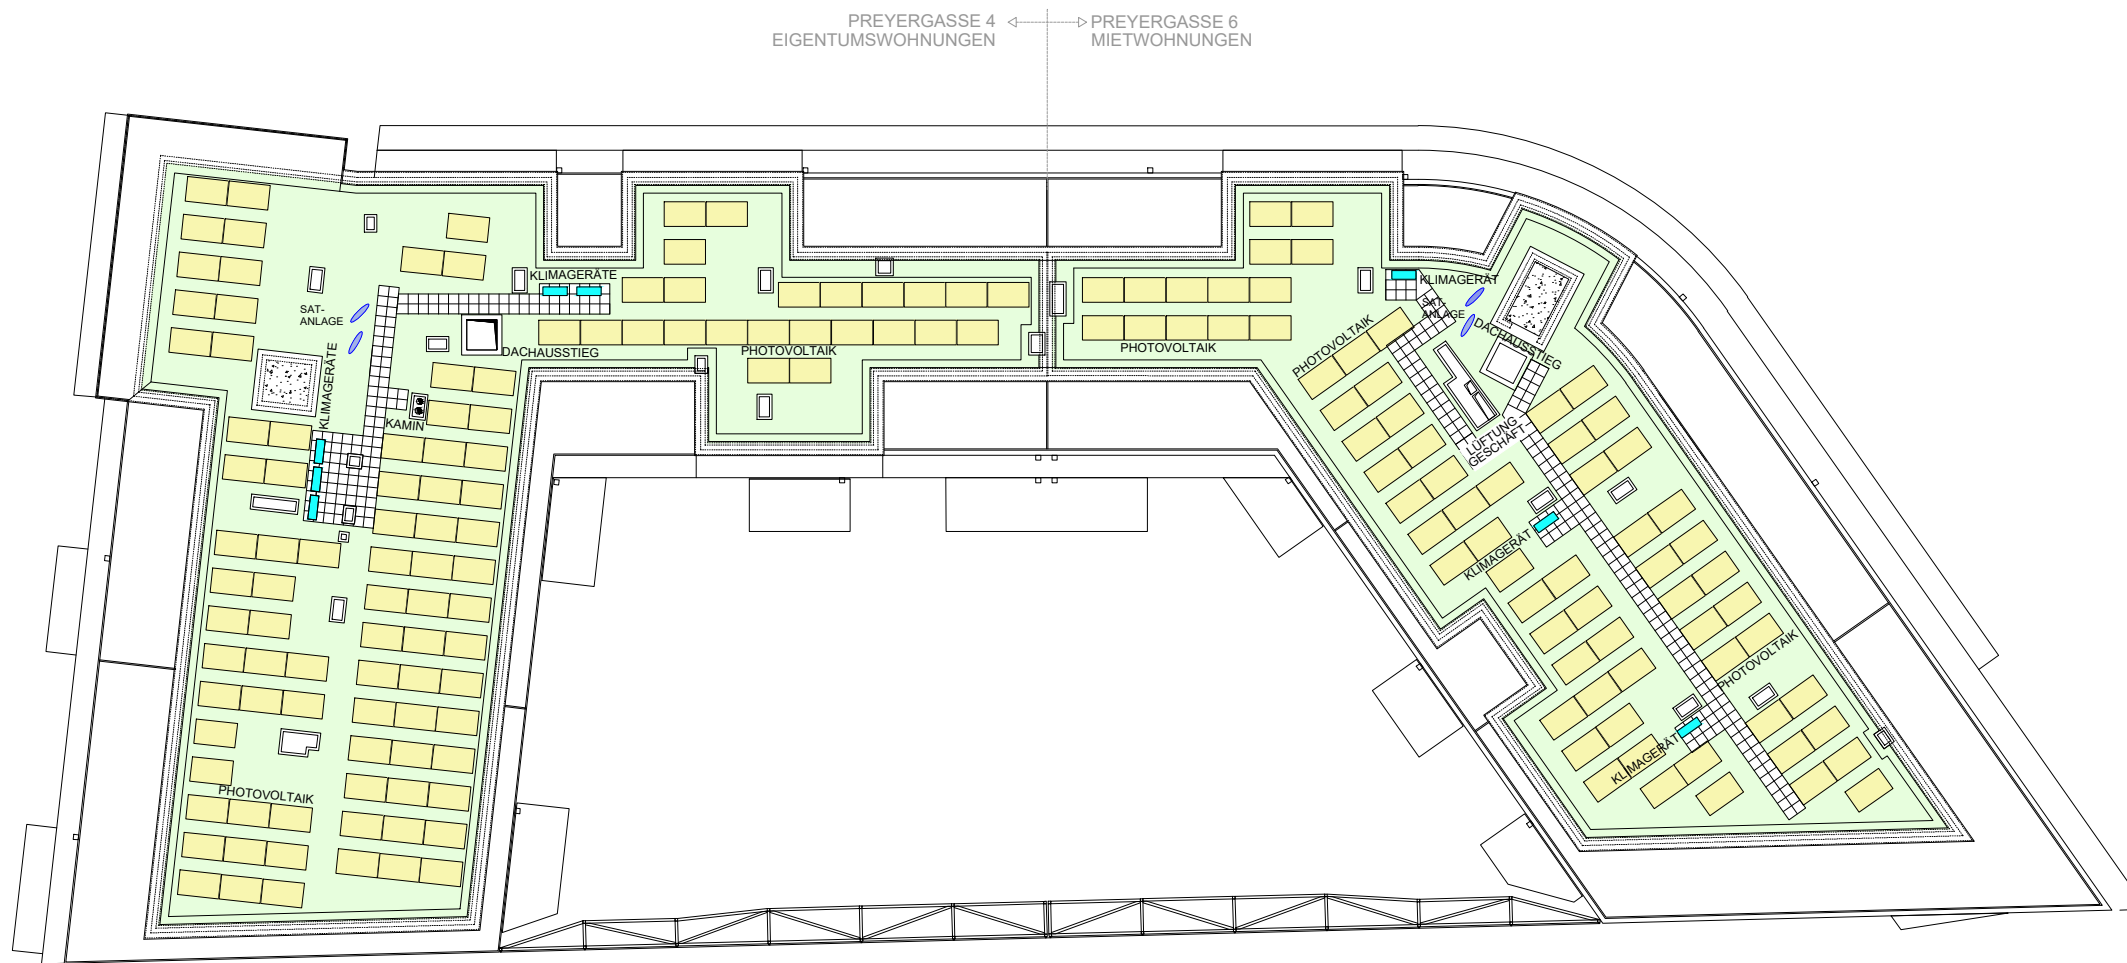 PREYERGASSE 4
EIGENTUMSWOHNUNGEN
PREYERGASSE 6
MIETWOHNUNGEN
KLIMAGERÄTE
SAT-
ANLAGE
KLIMAGERÄTE
DACHAUSSTIEG
KAMIN
PHOTOVOLTAIK
PHOTOVOLTAIK
PHOTOVOLTAIK
PHOTOVOLTAIK
KLIMAGERÄT
SAT-
ANLAGE
DACHAUSSTIEG
LÜFTUNG
GESCHÄFT
KLIMAGERÄT
PHOTOVOLTAIK
KLIMAGERÄT